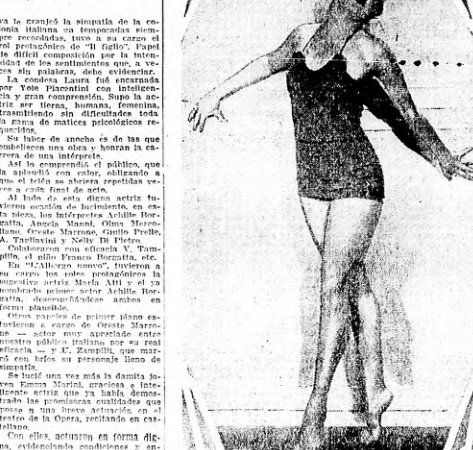 va le granjeó la simpatía de la co-
onia italiana en temporadas siem-
pre recordadas, tuvo a su cargo el
rol protagónico de "Il figlio". Papel
de difícil composición por la inten-
sidad de los sentimientos que, a ve-
ces sin palabras, debe evidenciar.
La condesa Laura fué encarnada
por Yole Piacentini con inteligen-
cia y gran comprensión. Supo la ac-
triz ser tierna, humana, femenina,
trasmitiendo sin dificultades toda
la gama de matices psicológicos re-
queridos.
Su labor de anoche es de las que
embellecen una obra y honran la ca-
rrera de una intérprete.
Así lo comprendió el público, que
la aplaudió con calor, obligando a
que el telón se abriera repetidas ve-
ces a cada final de acto.
Al lado de esta digna actriz tu-
vieron ocasión de lucimiento, en es-
ta pieza, los intérpretes Achille Bor-
gatta, Angela Manni, Olma Merco-
liano, Oreste Marrone, Giulio Prelle,
A. Tagliavini y Nelly Di Pietro.
Colaboraron con eficacia V. Tam-
pillo, el niño Franco Borgatta, etc.
En "L'Albergo nuovo", tuvieron a
su cargo los roles protagónicos la
sugestiva actriz María Atti y el ya
nombrado primer actor Achille Bor-
gatta, desempeñándose ambos en
forma plausible.
Otros papeles de primer plano es-
tuvieron a cargo de Oreste Marro-
ne — actor muy apreciado entre
nuestro público italiano por su real
eficacia — y U. Zampilli, que mar-
có con bríos su personaje lleno de
simpatía.
Se lució una vez más la damita jo-
ven Emma Marini, graciosa e inte-
ligente actriz que ya había demos-
trado las promisoras cualidades que
posee n una breve actuación en el
teatro de la Opera, recitando en cas-
tellano.
Con ellos, actuaron en forma dig-
na, evidenciando condiciones y en-